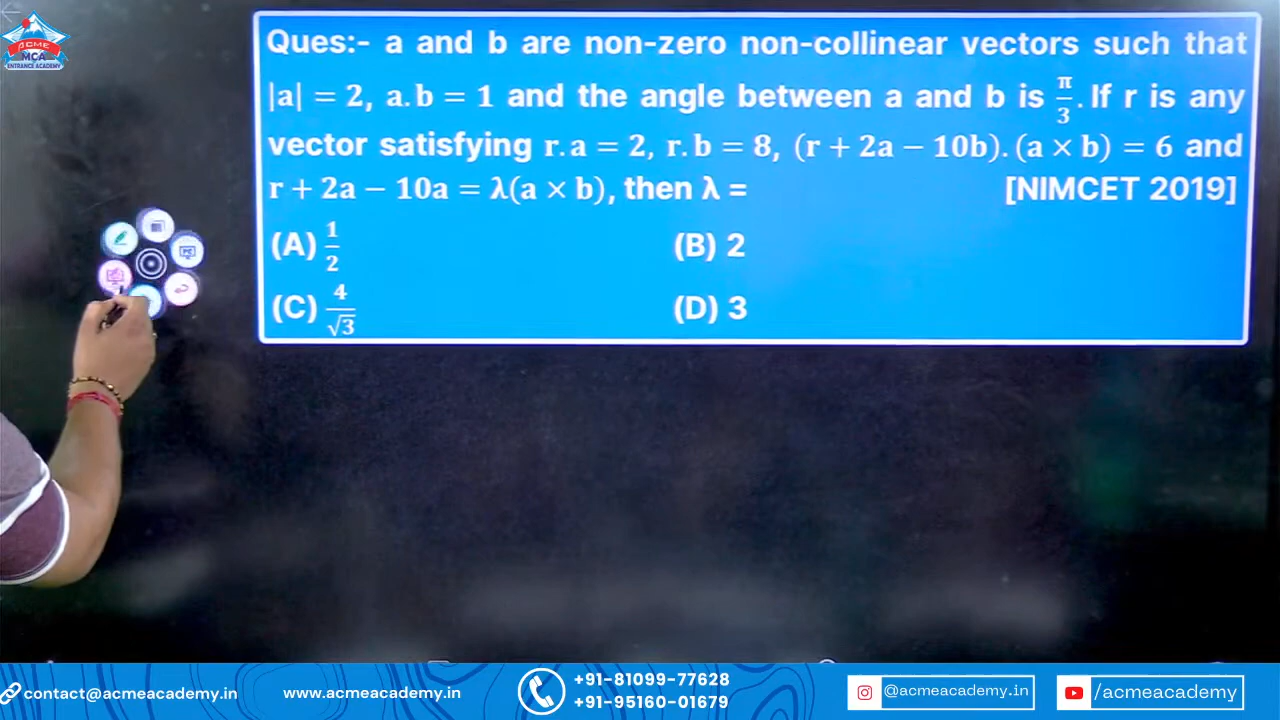 ACME
MCA
ENTRANCE ACADEMY
Ques:- a and b are non-zero non-collinear vectors such that
|a| = 2, a.b = 1 and the angle between a and b is π/3. If r is any
vector satisfying r.a = 2, r.b = 8, (r + 2a − 10b).(a × b) = 6 and
r + 2a − 10a = λ(a × b), then λ = [NIMCET 2019]
(A) 1/2 (B) 2
(C) 4/√3 (D) 3
contact@acmeacademy.in www.acmeacademy.in
+91-81099-77628
+91-95160-01679
@acmeacademy.in /acmeacademy